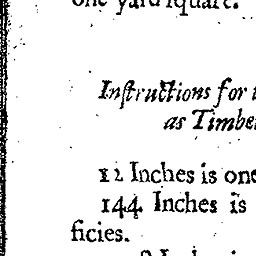 one yard ſquare.
Inſtructions for
as Timbe
12 Inches is one
144 Inches is
ficies.